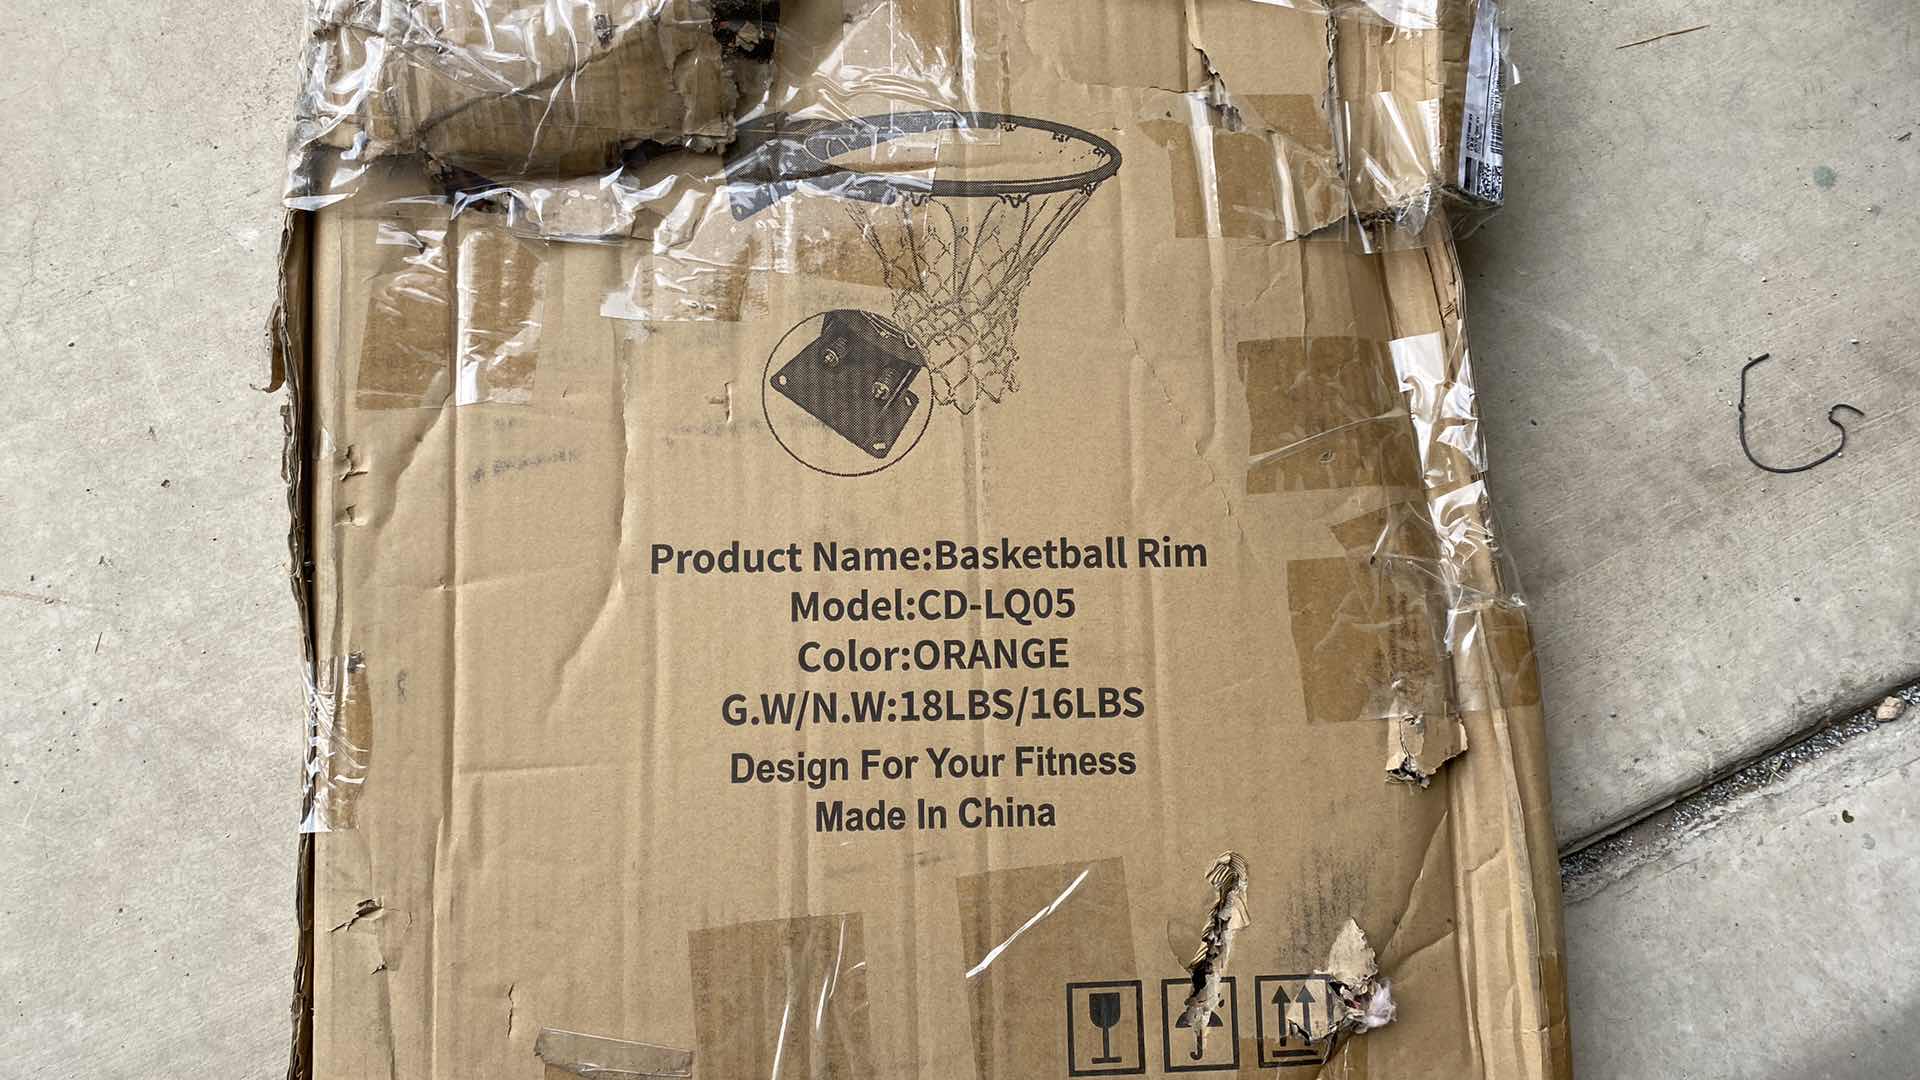 Product Name:Basketball Rim
Model:CD-LQ05
Color:ORANGE
G.W/N.W:18LBS/16LBS
Design For Your Fitness
Made In China